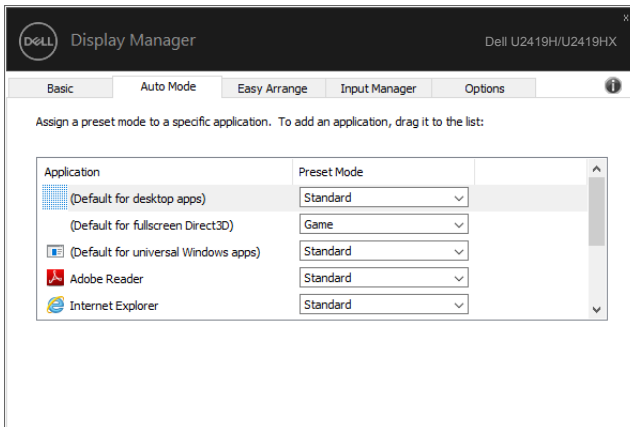 x
DELL Display Manager Dell U2419H/U2419HX
Basic Auto Mode Easy Arrange Input Manager Options i
Assign a preset mode to a specific application. To add an application, drag it to the list:
Application Preset Mode
(Default for desktop apps) Standard
(Default for fullscreen Direct3D) Game
(Default for universal Windows apps) Standard
Adobe Reader Standard
Internet Explorer Standard